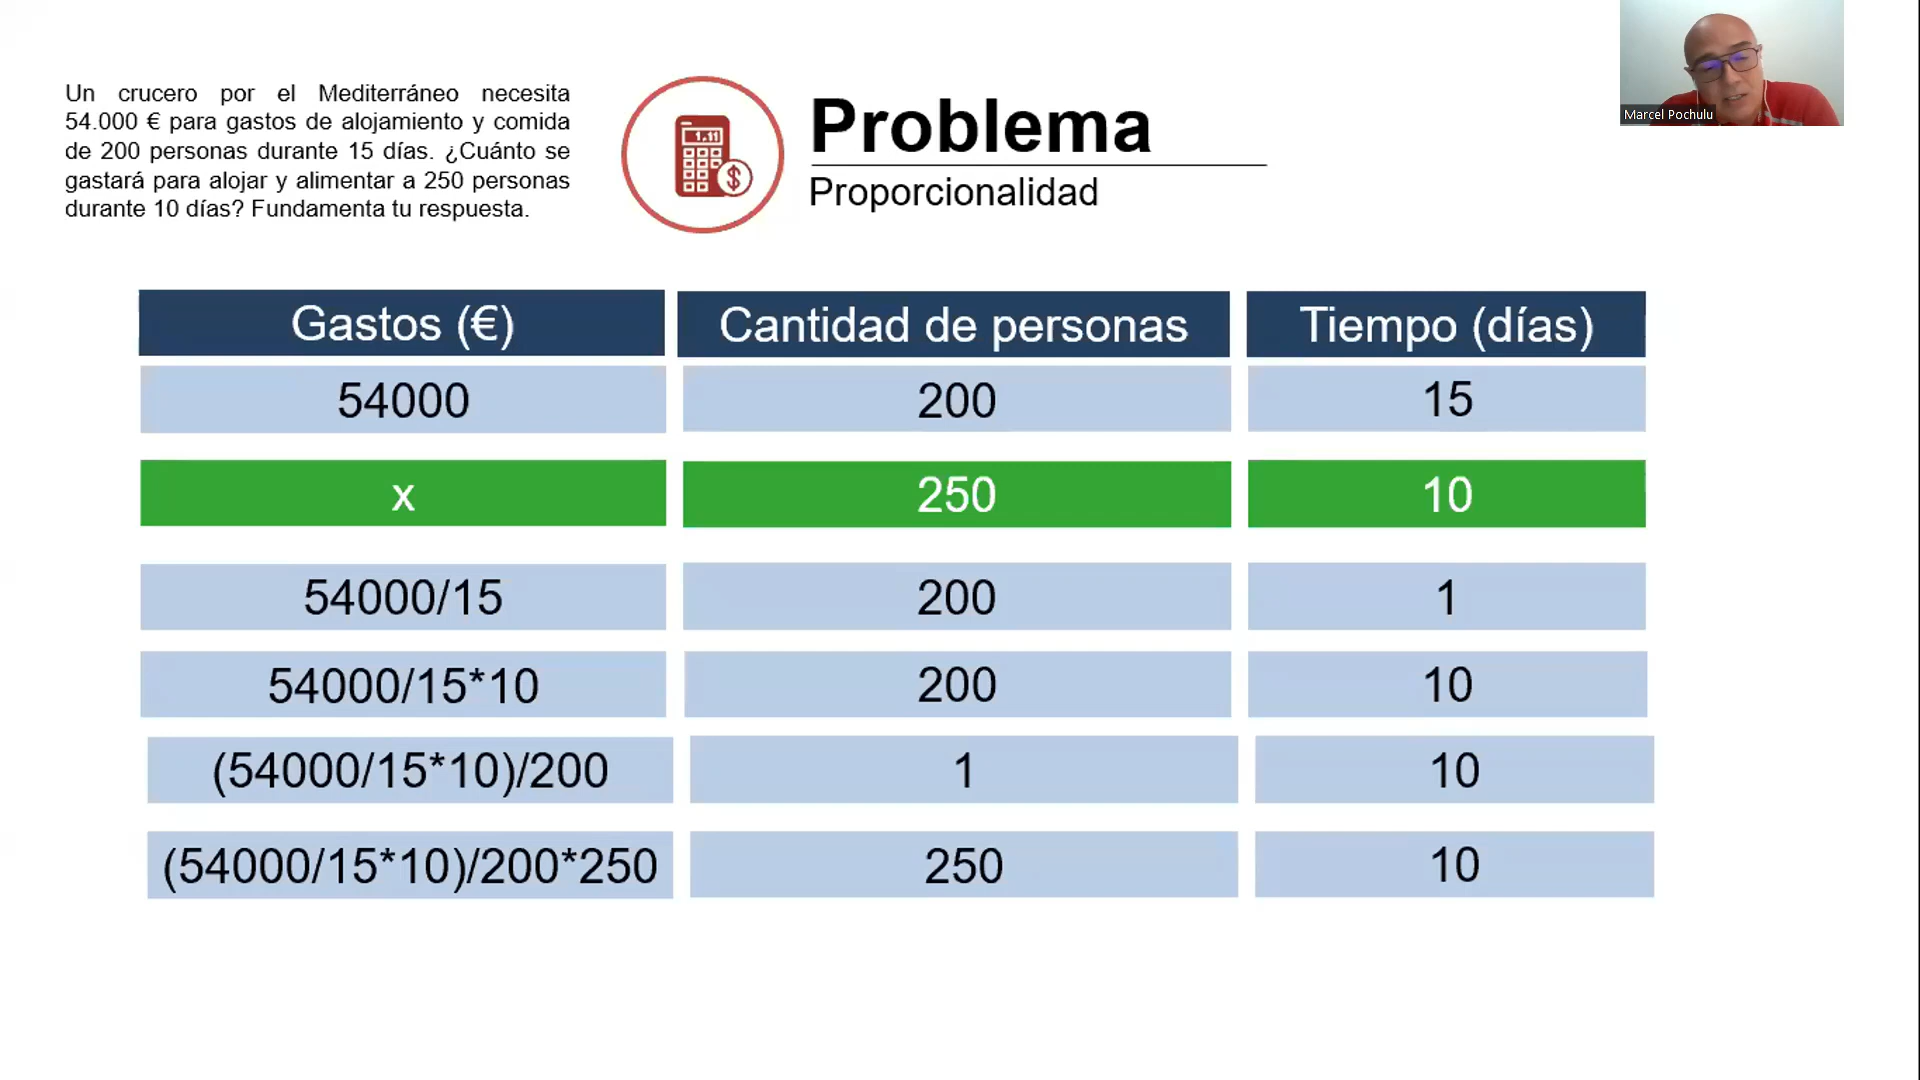 Un crucero por el Mediterráneo necesita
54.000 € para gastos de alojamiento y comida
de 200 personas durante 15 días. ¿Cuánto se
gastará para alojar y alimentar a 250 personas
durante 10 días? Fundamenta tu respuesta.
1.11
$
Problema
Proporcionalidad
Marcel Pochulu
Gastos (€) Cantidad de personas Tiempo (días)
54000 200 15
x 250 10
54000/15 200 1
54000/15*10 200 10
(54000/15*10)/200 1 10
(54000/15*10)/200*250 250 10